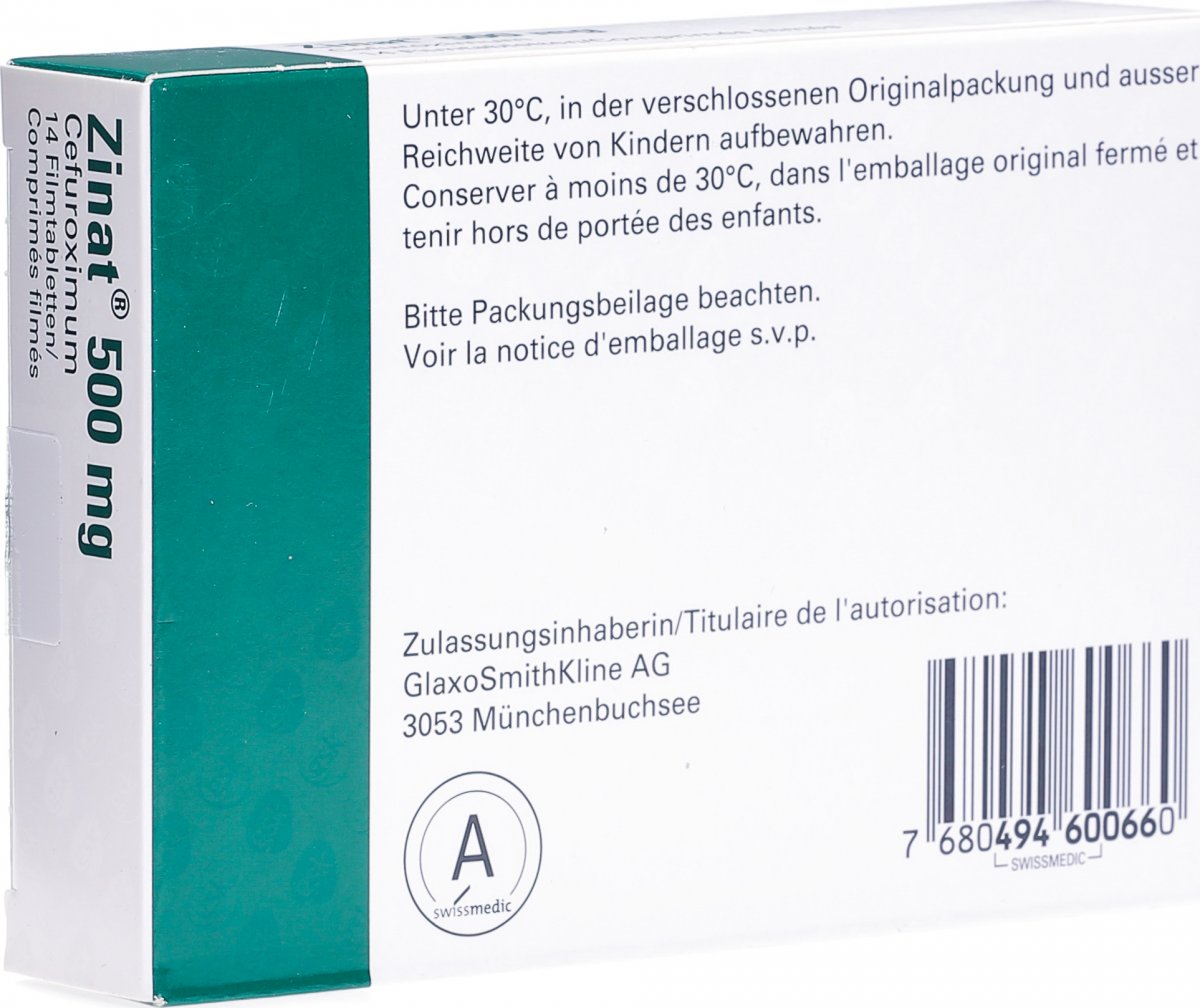 Zinat® 500 mg
Cefuroximum
14 Filmtabletten/
Comprimés filmés
Unter 30°C, in der verschlossenen Originalpackung und ausser
Reichweite von Kindern aufbewahren.
Conserver à moins de 30°C, dans l'emballage original fermé et
tenir hors de portée des enfants.
Bitte Packungsbeilage beachten.
Voir la notice d'emballage s.v.p.
Zulassungsinhaberin/Titulaire de l'autorisation:
GlaxoSmithKline AG
3053 Münchenbuchsee
A
swissmedic
7 680494 600660
SWISSMEDIC